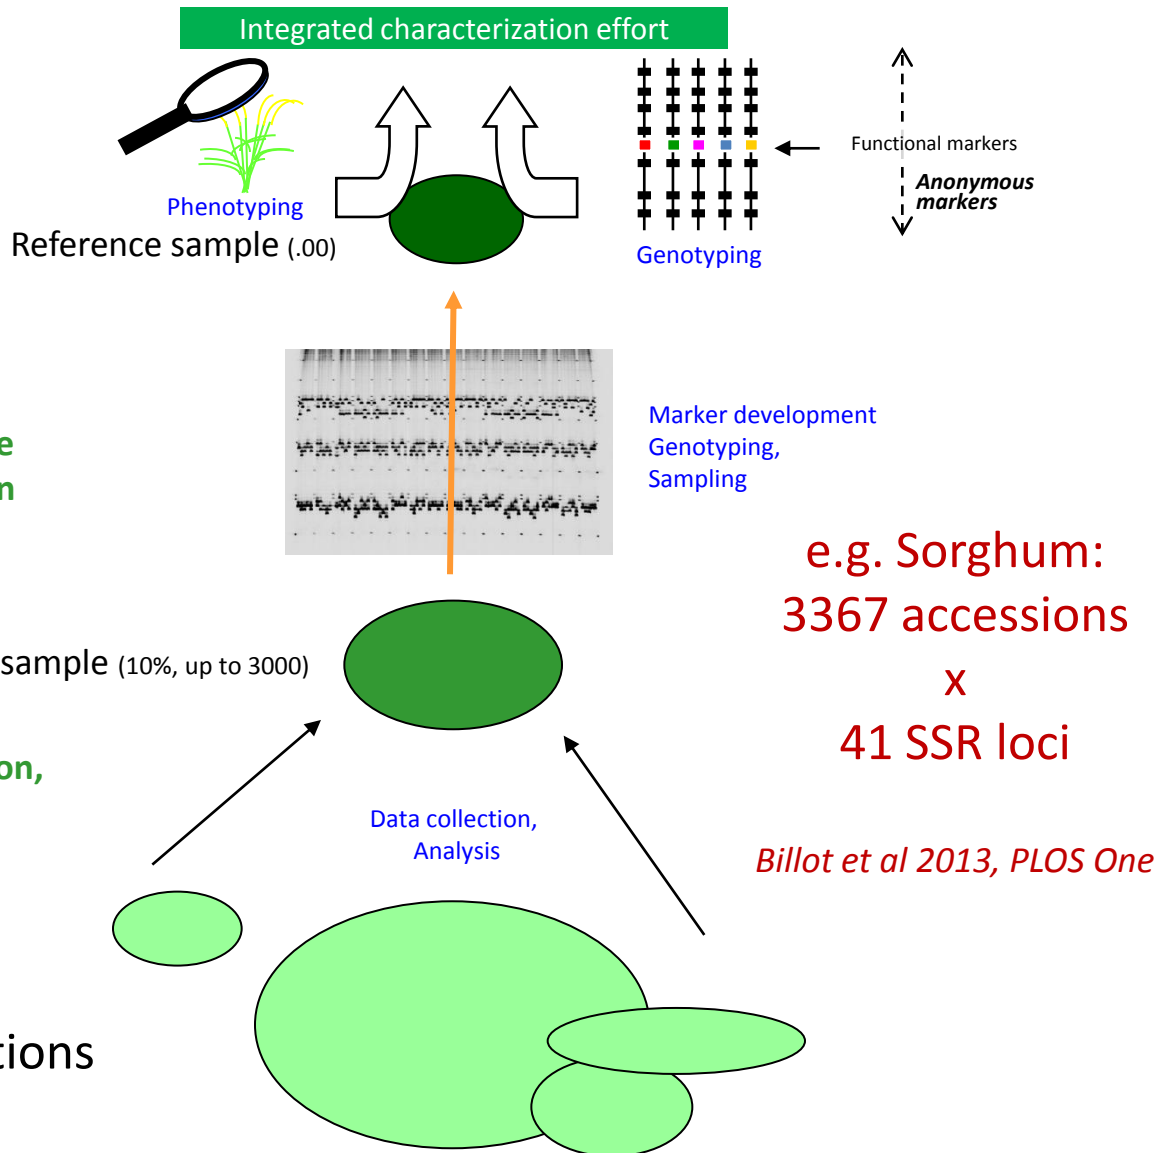 Integrated characterization effort
Functional markers
Anonymous
markers
Phenotyping
Reference sample (.00)
Genotyping
Marker development
Genotyping,
Sampling
e
n
e.g. Sorghum:
3367 accessions
x
41 SSR loci
sample (10%, up to 3000)
on,
Data collection,
Analysis
Billot et al 2013, PLOS One
tions